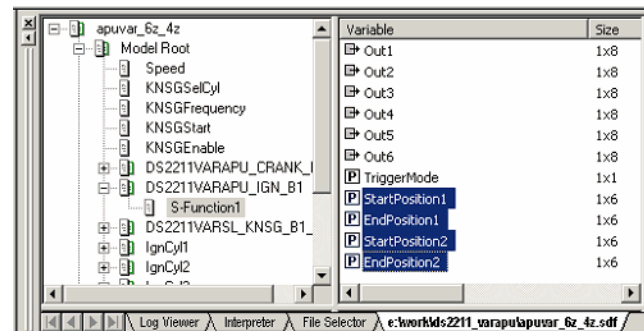 apuvar_6z_4z
Model Root
Speed
KNSGSelCyl
KNSGFrequency
KNSGStart
KNSGEnable
DS2211VARAPU_CRANK_
DS2211VARAPU_IGN_B1
S-Function1
DS2211VARSL_KNSG_B1_
IgnCyl1
IgnCyl2
Variable Size
Out1 1x8
Out2 1x8
Out3 1x8
Out4 1x8
Out5 1x8
Out6 1x8
P TriggerMode 1x1
P StartPosition1 1x6
P EndPosition1 1x6
P StartPosition2 1x6
P EndPosition2 1x6
Log Viewer Interpreter File Selector e:\work\ds2211_varapu\apuvar_6z_4z.sdf